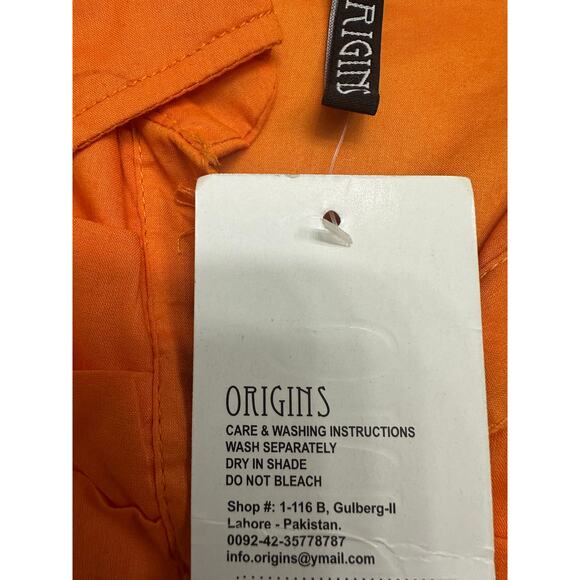 RIGINS
ORIGINS
CARE & WASHING INSTRUCTIONS
WASH SEPARATELY
DRY IN SHADE
DO NOT BLEACH
Shop #: 1-116 B, Gulberg-II
Lahore - Pakistan.
0092-42-35778787
info.origins@ymail.com